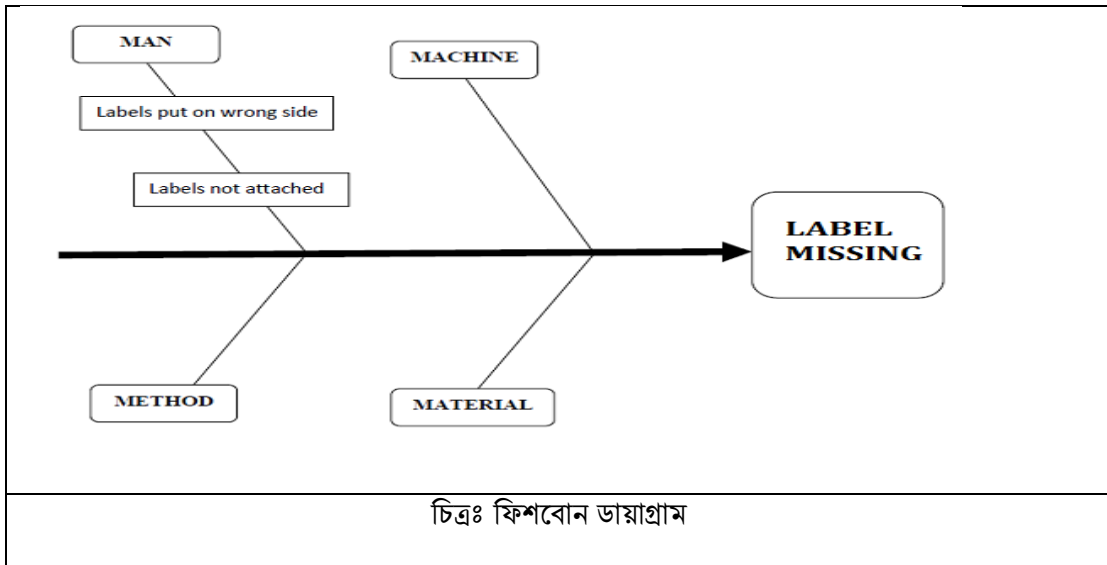 MAN
MACHINE
Labels put on wrong side
Labels not attached
LABEL
MISSING
METHOD
MATERIAL
চিত্রঃ ফিশবোন ডায়াগ্রাম